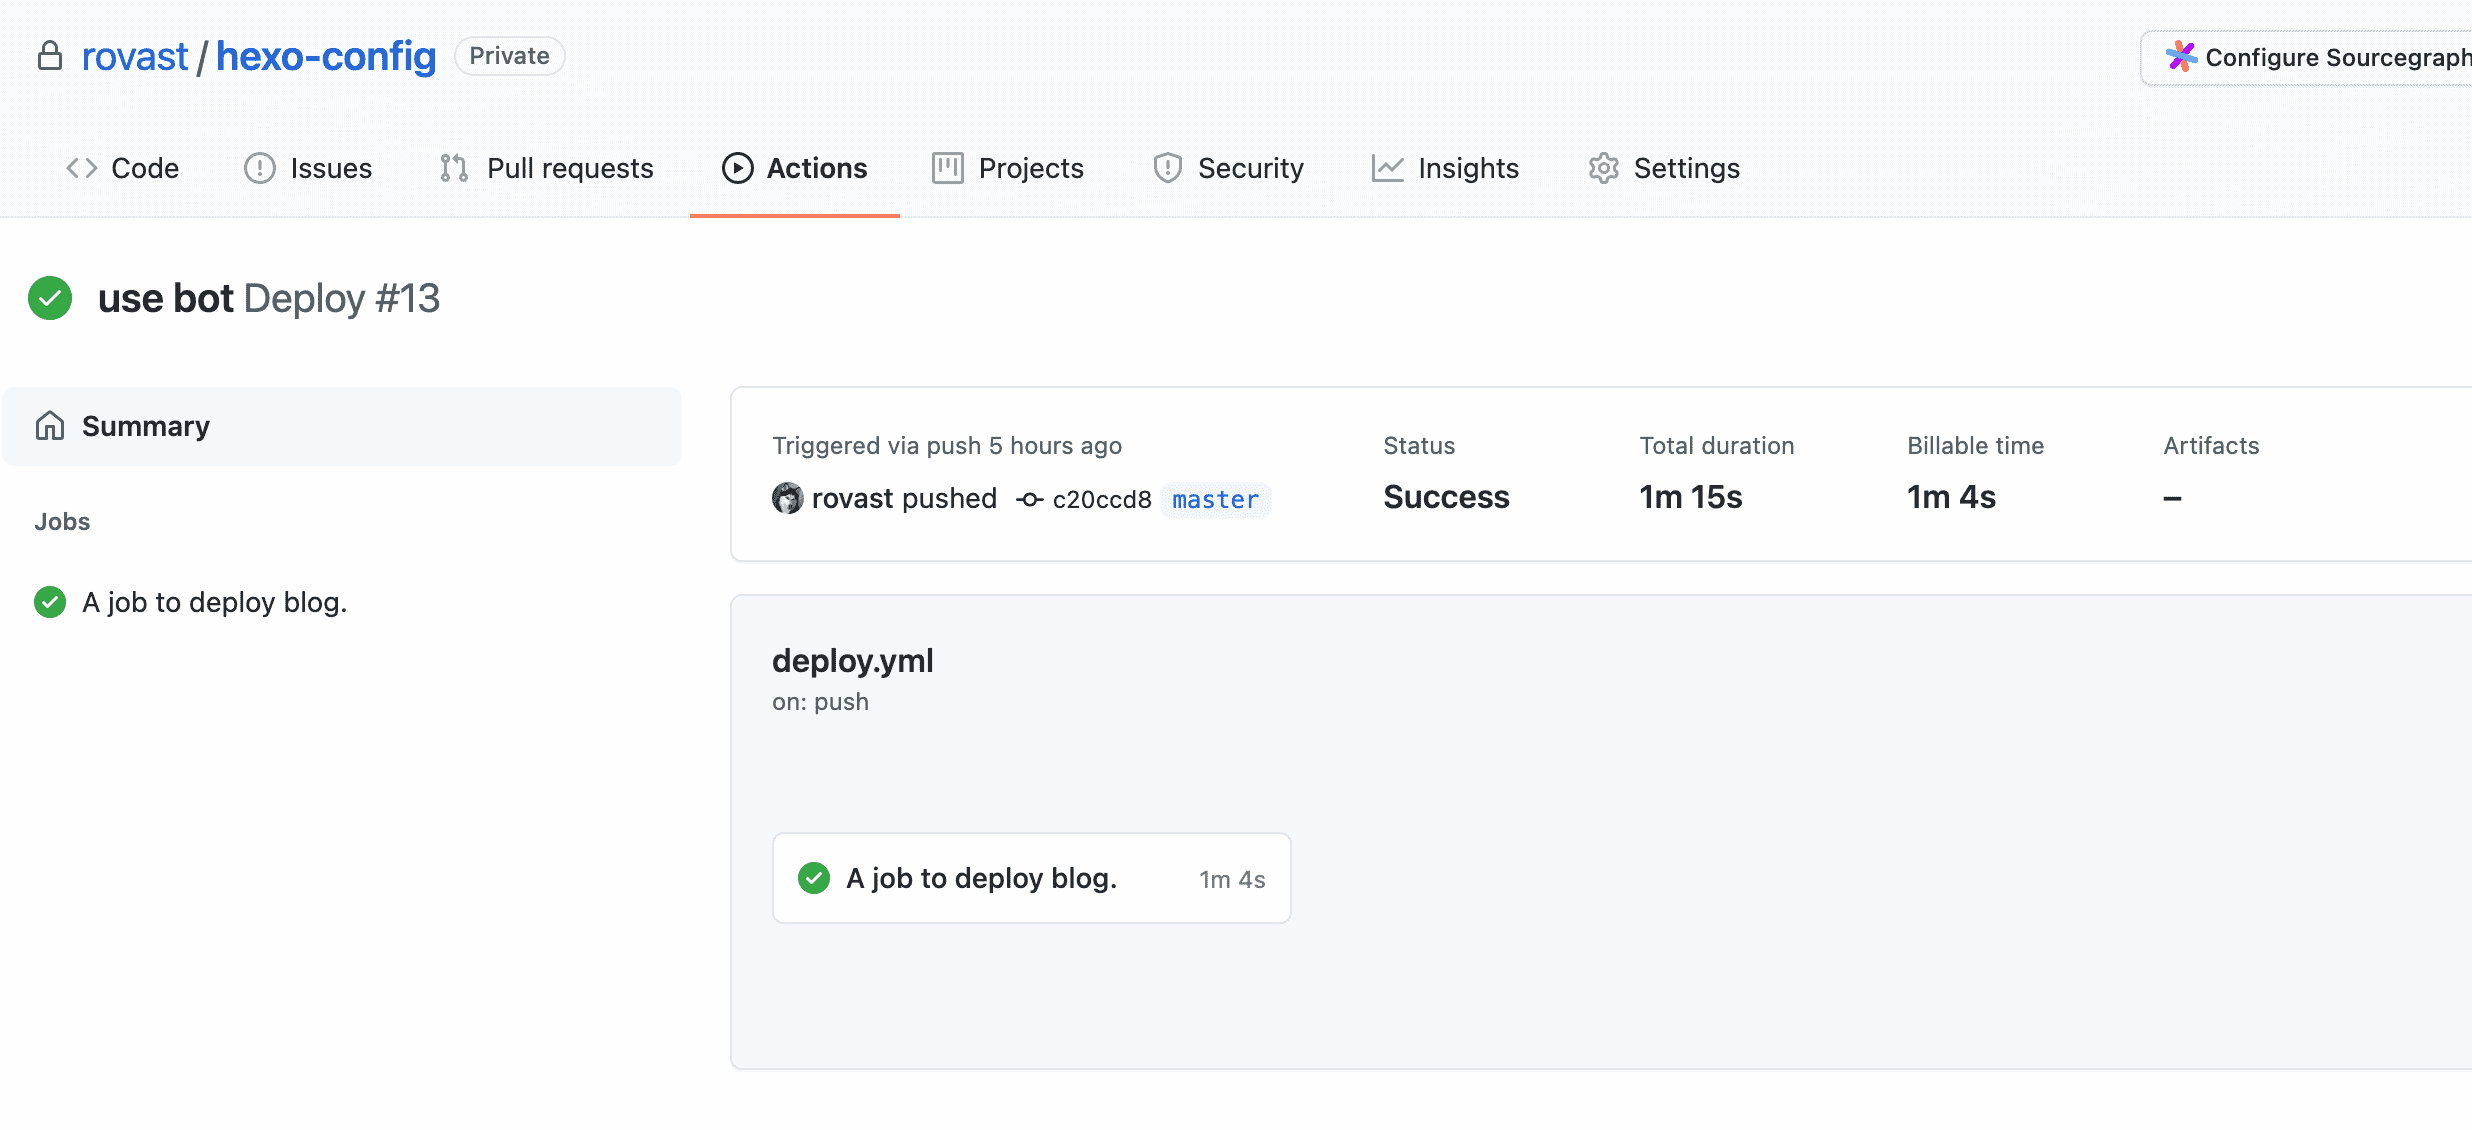 rovast / hexo-config Private
Configure Sourcegraph
Code Issues Pull requests Actions Projects Security Insights Settings
use bot Deploy #13
Summary
Jobs
A job to deploy blog.
Triggered via push 5 hours ago
rovast pushed c20ccd8 master
Status
Success
Total duration
1m 15s
Billable time
1m 4s
Artifacts
–
deploy.yml
on: push
A job to deploy blog. 1m 4s